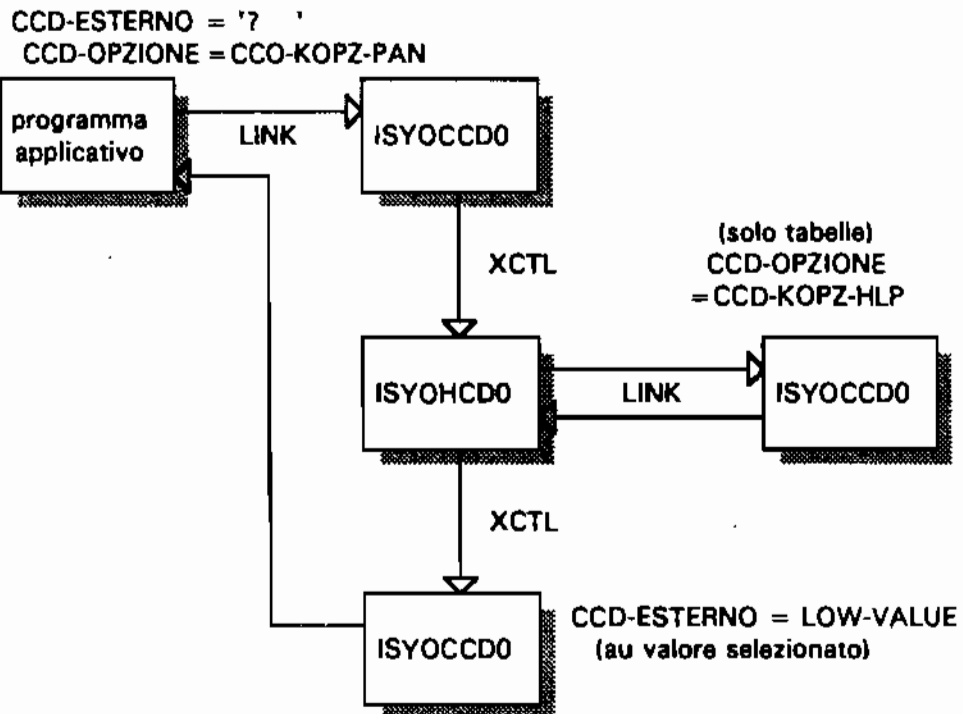 CCD-ESTERNO = '?    '
CCD-OPZIONE =CCO-KOPZ-PAN
programma
applicativo
LINK
ISYOCCD0
XCTL
(solo tabelle)
CCD-OPZIONE
=CCD-KOPZ-HLP
ISYOHCD0
LINK
ISYOCCD0
XCTL
ISYOCCD0
CCD-ESTERNO = LOW-VALUE
(au valore selezionato)